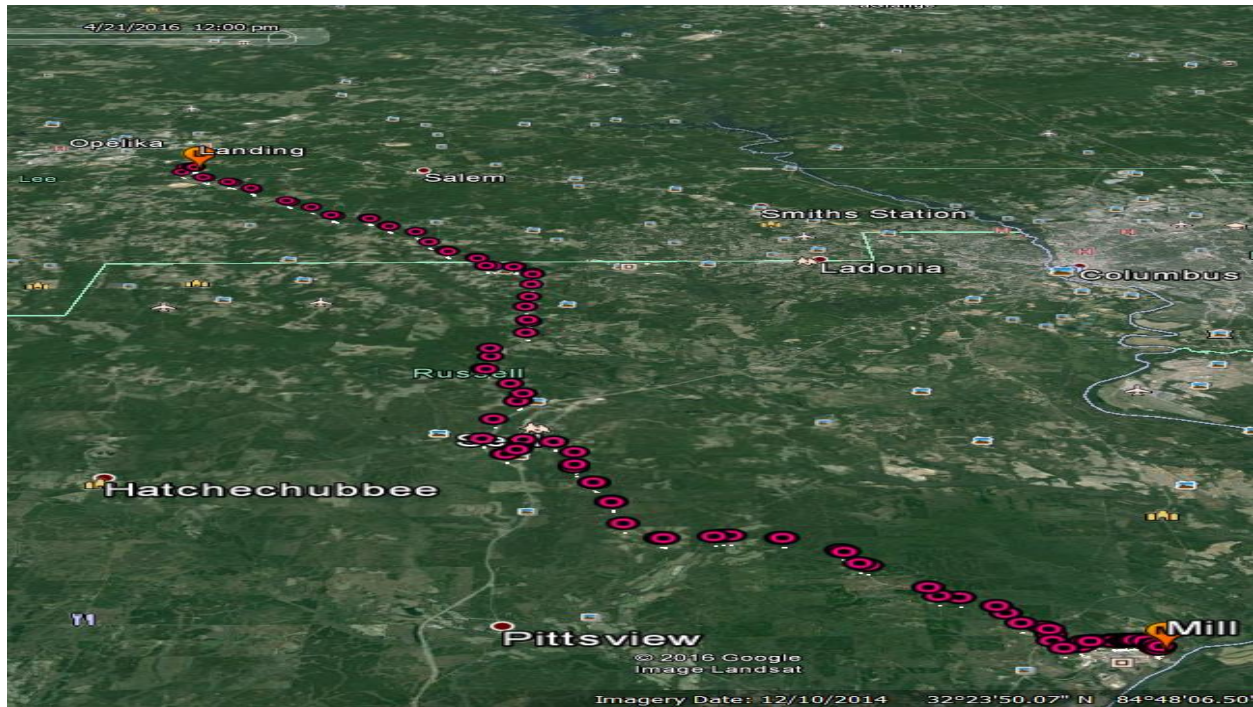 4/21/2016 12:00 pm
Opelika
Landing
Lee
Salem
Smiths Station
Ladonia
Columbus
Russell
Hatchechubbee
Mill
Pittsview
© 2016 Google
Image Landsat
Imagery Date: 12/10/2014 32°23'50.07" N 84°48'06.50"